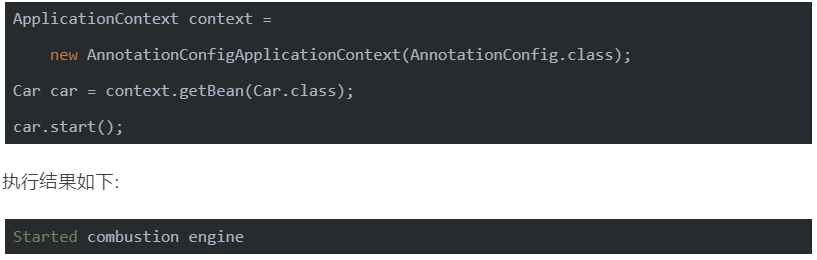 ApplicationContext context =
new AnnotationConfigApplicationContext(AnnotationConfig.class);
Car car = context.getBean(Car.class);
car.start();
执行结果如下:
Started combustion engine